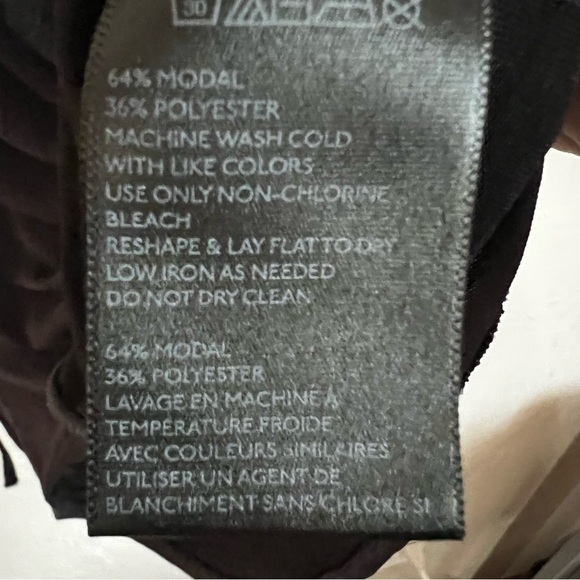 30
64% MODAL
36% POLYESTER
MACHINE WASH COLD
WITH LIKE COLORS
USE ONLY NON-CHLORINE
BLEACH
RESHAPE & LAY FLAT TO DRY
LOW IRON AS NEEDED
DO NOT DRY CLEAN
64% MODAL
36% POLYESTER
LAVAGE EN MACHINE À
TEMPÉRATURE FROIDE
AVEC COULEURS SIMILAIRES
UTILISER UN AGENT DE
BLANCHIMENT SANS CHLORE SI